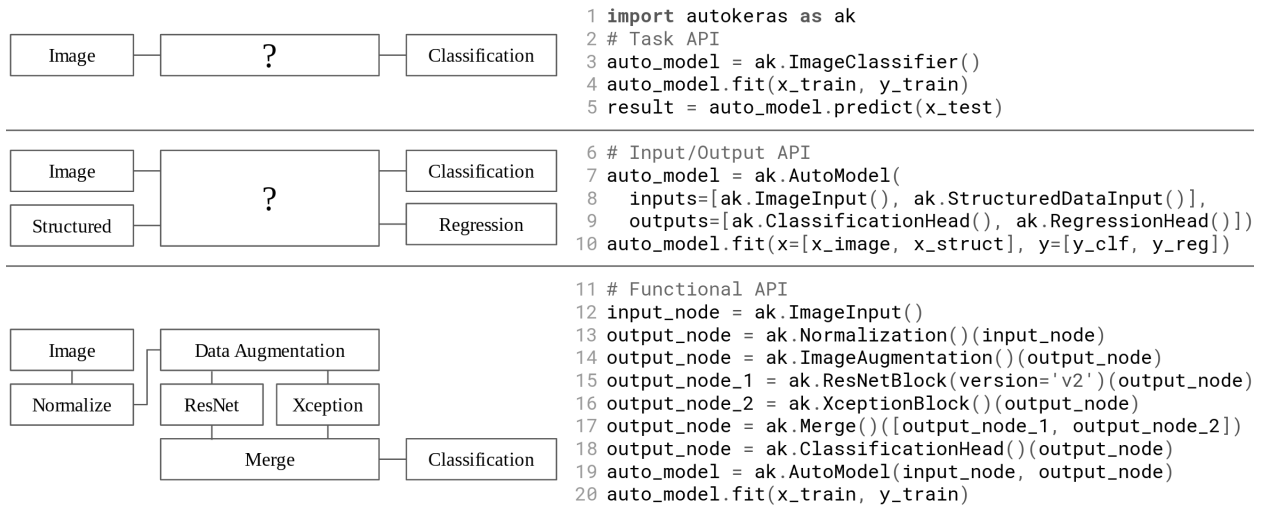 Image
?
Classification
1 import autokeras as ak
2 # Task API
3 auto_model = ak.ImageClassifier()
4 auto_model.fit(x_train, y_train)
5 result = auto_model.predict(x_test)
Image
Structured
?
Classification
Regression
6 # Input/Output API
7 auto_model = ak.AutoModel(
8   inputs=[ak.ImageInput(), ak.StructuredDataInput()],
9   outputs=[ak.ClassificationHead(), ak.RegressionHead()])
10 auto_model.fit(x=[x_image, x_struct], y=[y_clf, y_reg])
Image
Normalize
Data Augmentation
ResNet
Xception
Merge
Classification
11 # Functional API
12 input_node = ak.ImageInput()
13 output_node = ak.Normalization()(input_node)
14 output_node = ak.ImageAugmentation()(output_node)
15 output_node_1 = ak.ResNetBlock(version='v2')(output_node)
16 output_node_2 = ak.XceptionBlock()(output_node)
17 output_node = ak.Merge()([output_node_1, output_node_2])
18 output_node = ak.ClassificationHead()(output_node)
19 auto_model = ak.AutoModel(input_node, output_node)
20 auto_model.fit(x_train, y_train)